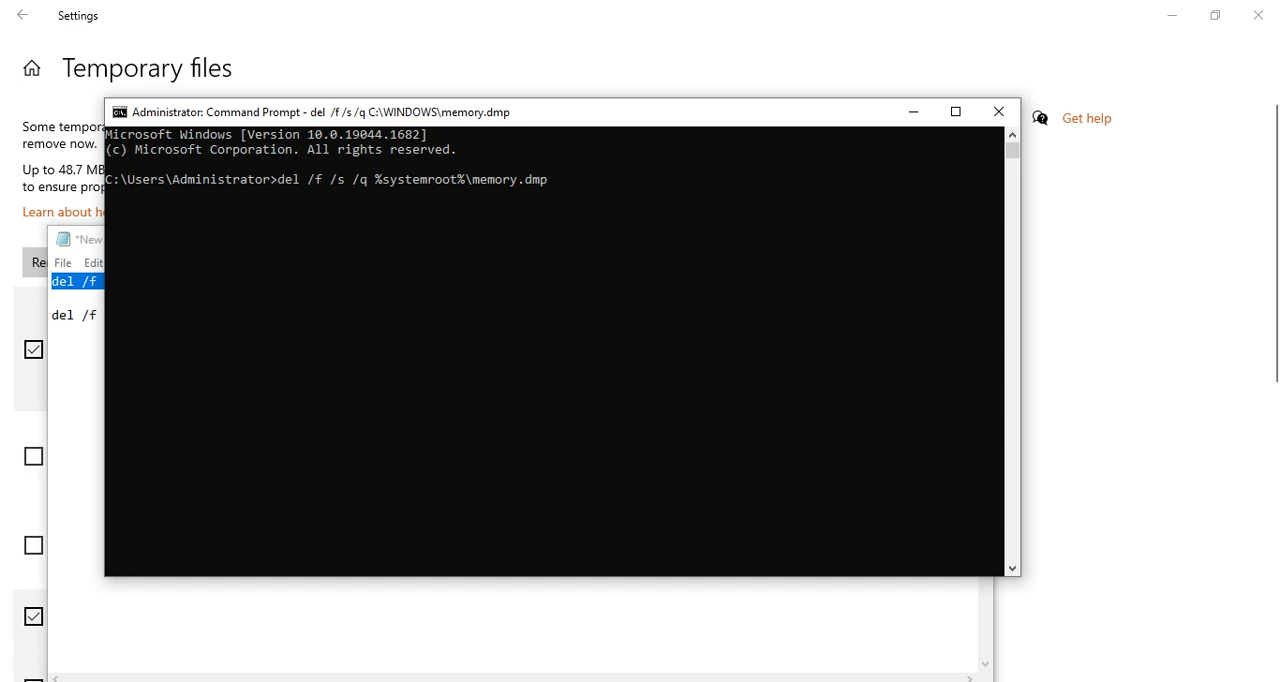 Settings
Temporary files
Administrator: Command Prompt - del /f /s /q C:\WINDOWS\memory.dmp
Get help
Some tempora
remove now.
Microsoft Windows [Version 10.0.19044.1682]
(c) Microsoft Corporation. All rights reserved.
Up to 48.7 MB
to ensure prop
C:\Users\Administrator>del /f /s /q %systemroot%\memory.dmp
Learn about he
*New
Re
File Edit
del /f
del /f